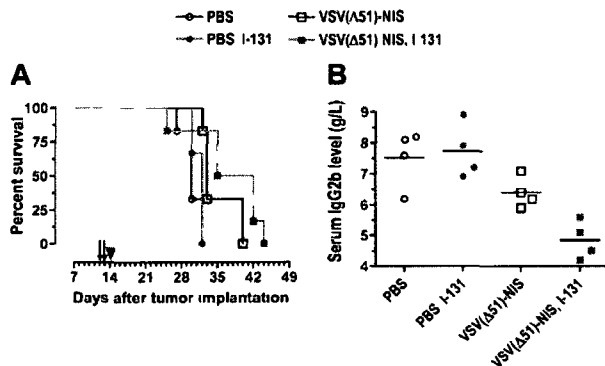 PBS VSV(Δ51)-NIS
PBS I-131 VSV(Δ51) NIS, I 131
A
B
Percent survival
100
75
50
25
0
7 14 21 28 35 42 49
Days after tumor implantation
Serum IgG2b level (g/L)
9
8
7
6
5
4
PBS
PBS I-131
VSV(Δ51)-NIS
VSV(Δ51)-NIS, I-131